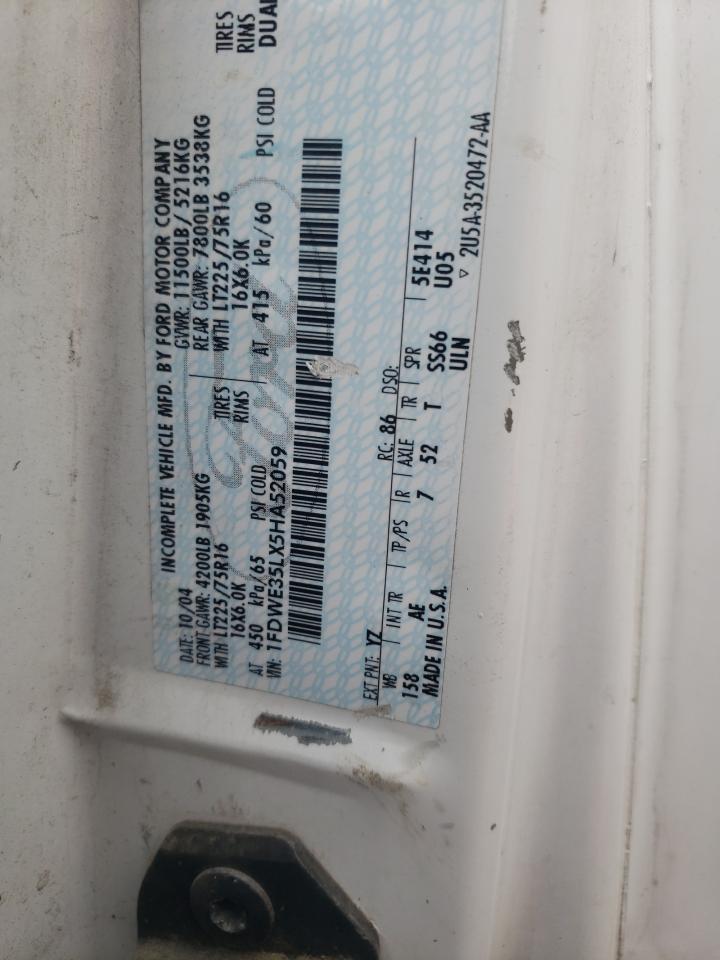 INCOMPLETE VEHICLE MFD. BY FORD MOTOR COMPANY
DATE: 10/04 GVWR: 11500LB / 5216KG
FRONT GAWR: 4200LB 1905KG REAR GAWR: 7800LB 3538KG
WITH LT225/75R16 TIRES WITH LT225/75R16 TIRES
16X6.0K RIMS 16X6.0K RIMS
AT 450 kPa/65 PSI COLD AT 415 kPa/60 PSI COLD DUAL
VIN: 1FDWE35LX5HA52059
EXT PNT: YZ RC: 86 DSO:
WB INT TR TP/PS R AXLE TR SPR
158 AE 7 52 T SS66 5E414
MADE IN U.S.A. ULN U05
▽ 2U5A-3520472-AA